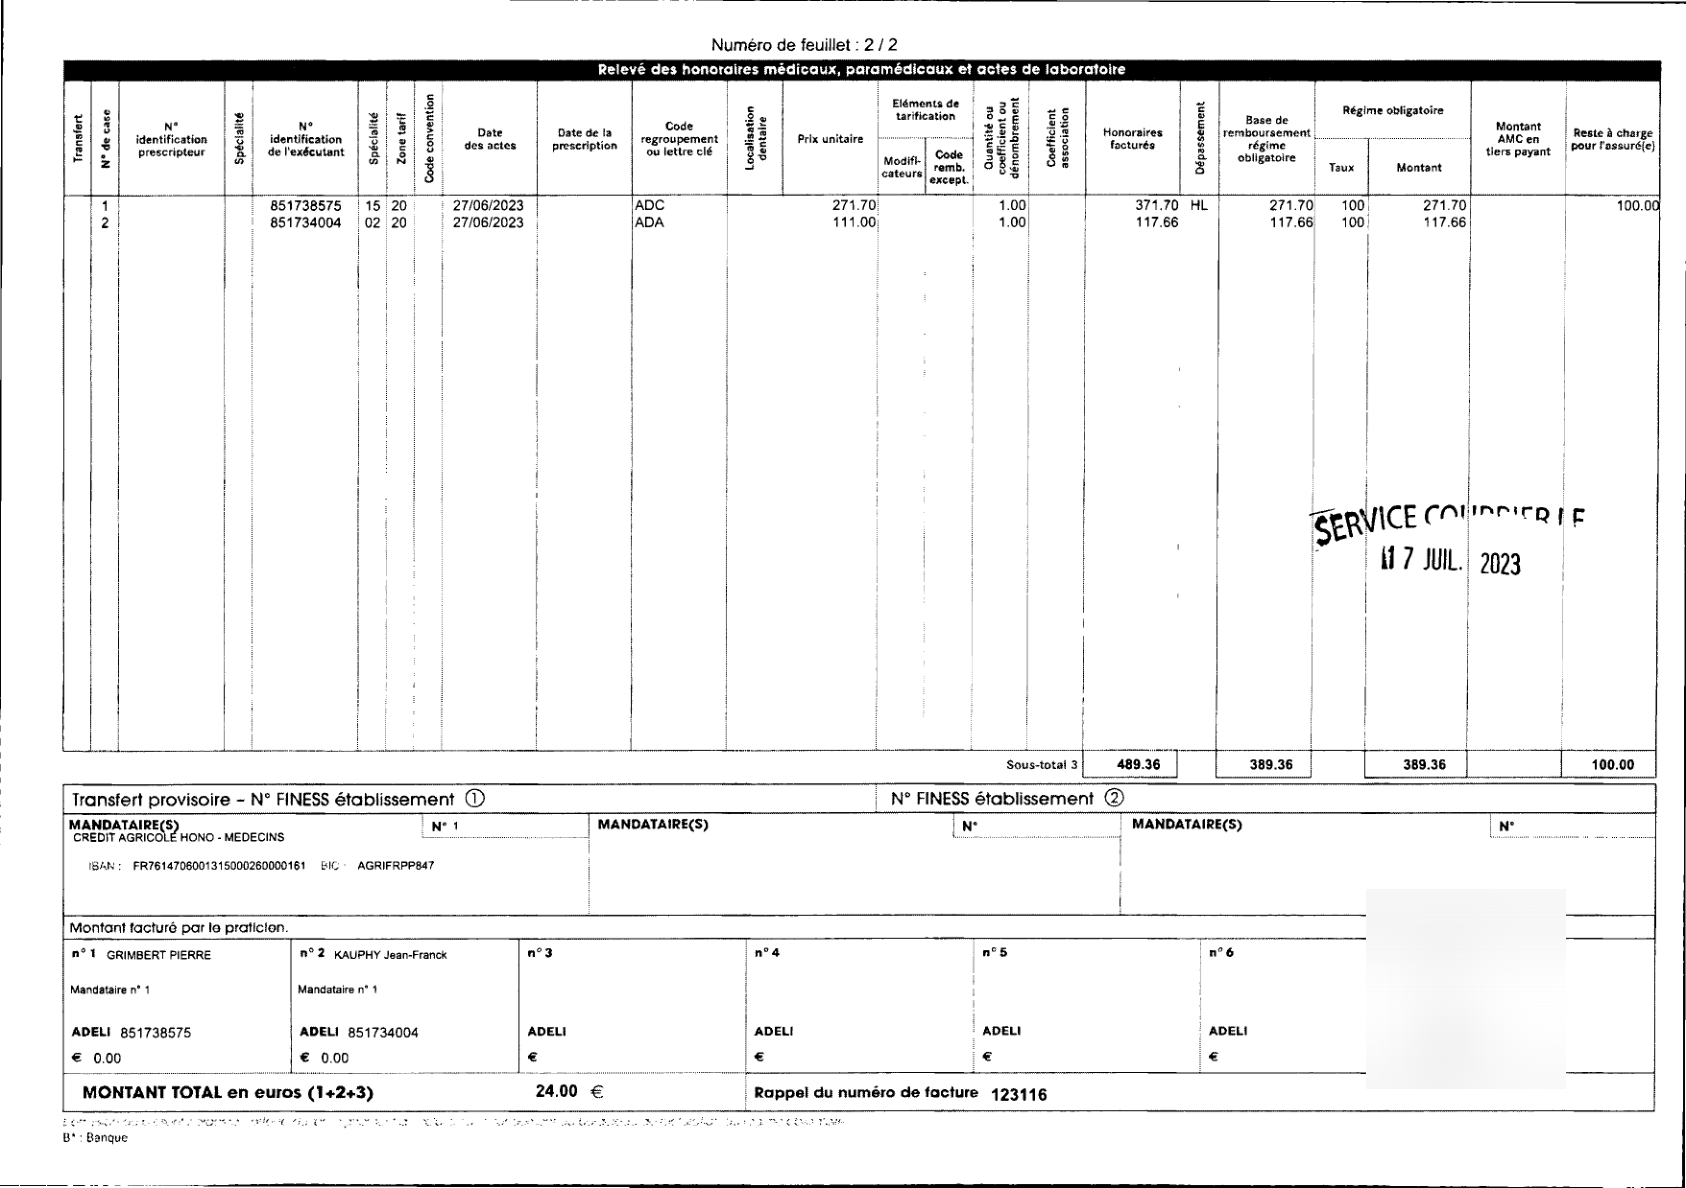 Numéro de feuillet : 2 / 2
Relevé des honoraires médicaux, paramédicaux et actes de laboratoire
Transfert
N° de case
N° identification prescripteur
Spécialité
N° identification de l'exécutant
Spécialité
Zone tarif
Code convention
Date des actes
Date de la prescription
Code regroupement ou lettre clé
Localisation dentaire
Prix unitaire
Eléments de tarification
Modifi-cateurs
Code remb. except.
Quantité ou coefficient ou dénombrement
Coefficient association
Honoraires facturés
Dépassement
Base de remboursement régime obligatoire
Régime obligatoire
Taux
Montant
Montant AMC en tiers payant
Reste à charge pour l'assuré(e)
1 851738575 15 20 27/06/2023 ADC 271.70 1.00 371.70 HL 271.70 100 271.70 100.00
2 851734004 02 20 27/06/2023 ADA 111.00 1.00 117.66 117.66 100 117.66
SERVICE
17 JUIL. 2023
Sous-total 3 489.36 389.36 389.36 100.00
Transfert provisoire – N° FINESS établissement ① N° FINESS établissement ②
MANDATAIRE(S) N° 1 MANDATAIRE(S) N° MANDATAIRE(S) N°
CREDIT AGRICOLE HONO - MEDECINS
IBAN : FR7614706001315000260000161 BIC : AGRIFRPP847
Montant facturé par le praticien.
n° 1 GRIMBERT PIERRE n° 2 KAUPHY Jean-Franck n° 3 n° 4 n° 5 n° 6
Mandataire n° 1 Mandataire n° 1
ADELI 851738575 ADELI 851734004 ADELI ADELI ADELI ADELI
€ 0.00 € 0.00 € € € €
MONTANT TOTAL en euros (1+2+3) 24.00 € Rappel du numéro de facture 123116
B* : Banque